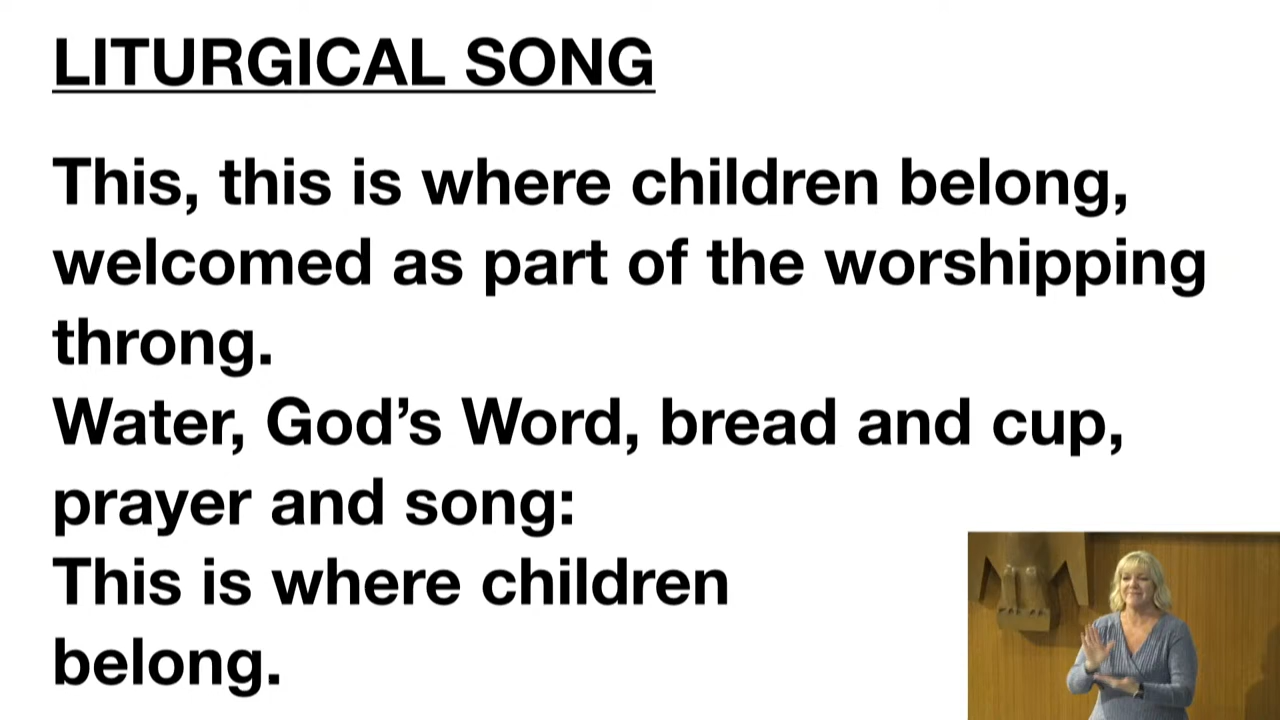 LITURGICAL SONG
This, this is where children belong,
welcomed as part of the worshipping
throng.
Water, God’s Word, bread and cup,
prayer and song:
This is where children
belong.